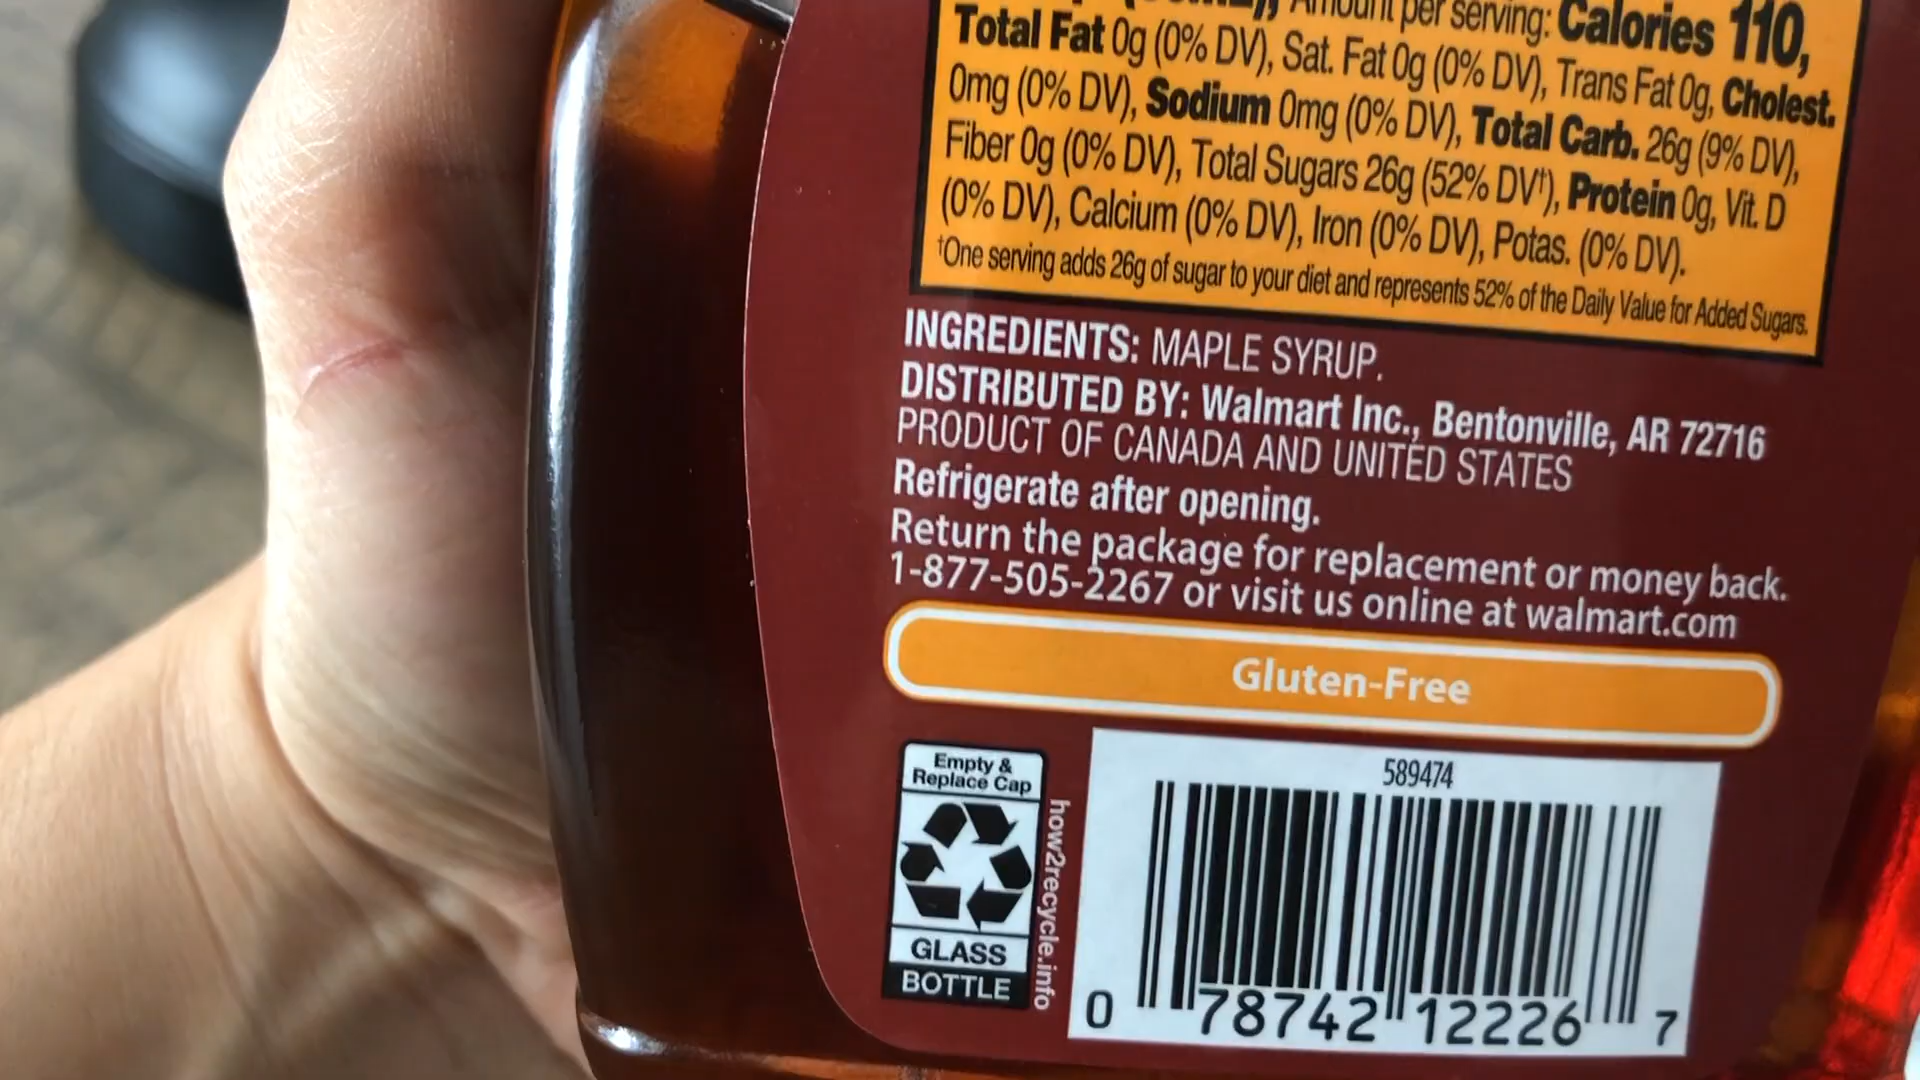 Amount per serving: Calories 110,
Total Fat 0g (0% DV), Sat. Fat 0g (0% DV), Trans Fat 0g, Cholest.
0mg (0% DV), Sodium 0mg (0% DV), Total Carb. 26g (9% DV),
Fiber 0g (0% DV), Total Sugars 26g (52% DV†), Protein 0g, Vit. D
(0% DV), Calcium (0% DV), Iron (0% DV), Potas. (0% DV).
†One serving adds 26g of sugar to your diet and represents 52% of the Daily Value for Added Sugars.
INGREDIENTS: MAPLE SYRUP.
DISTRIBUTED BY: Walmart Inc., Bentonville, AR 72716
PRODUCT OF CANADA AND UNITED STATES
Refrigerate after opening.
Return the package for replacement or money back.
1-877-505-2267 or visit us online at walmart.com
Gluten-Free
Empty &
Replace Cap
GLASS
BOTTLE
how2recycle.info
589474
0 78742 12226 7